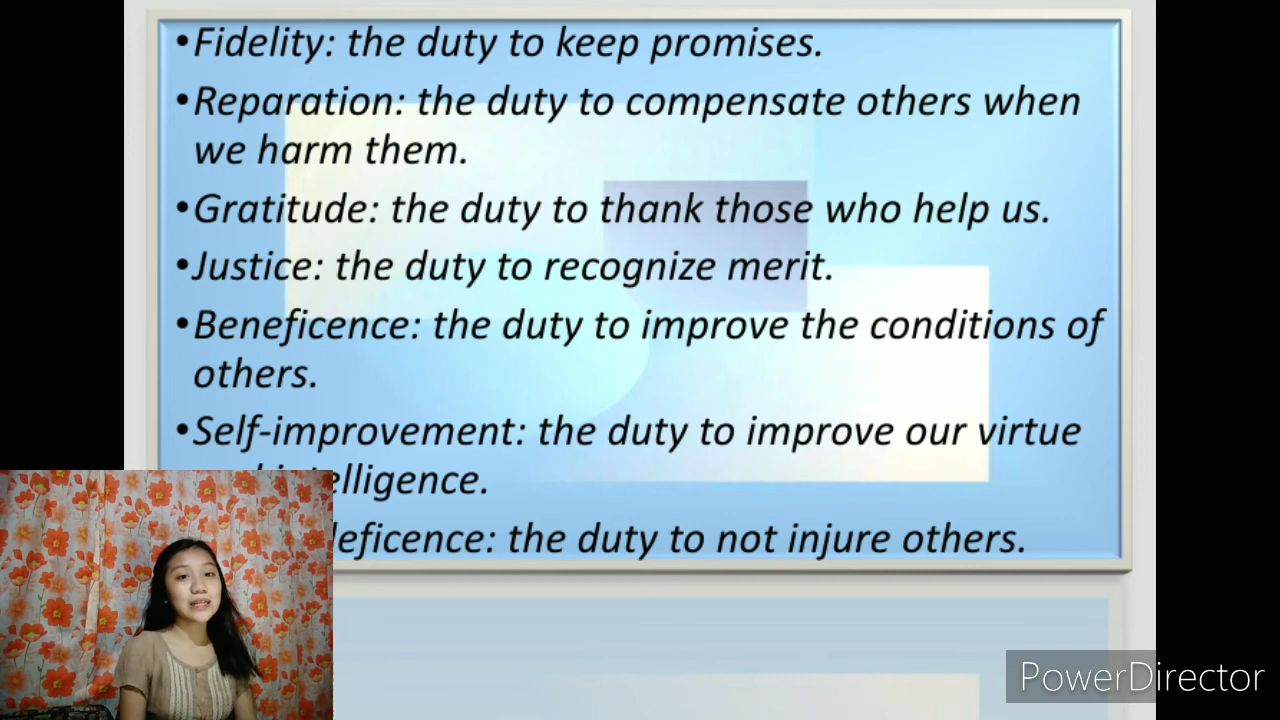 •Fidelity: the duty to keep promises.
•Reparation: the duty to compensate others when
we harm them.
•Gratitude: the duty to thank those who help us.
•Justice: the duty to recognize merit.
•Beneficence: the duty to improve the conditions of
others.
•Self-improvement: the duty to improve our virtue
elligence.
leficence: the duty to not injure others.
PowerDirector